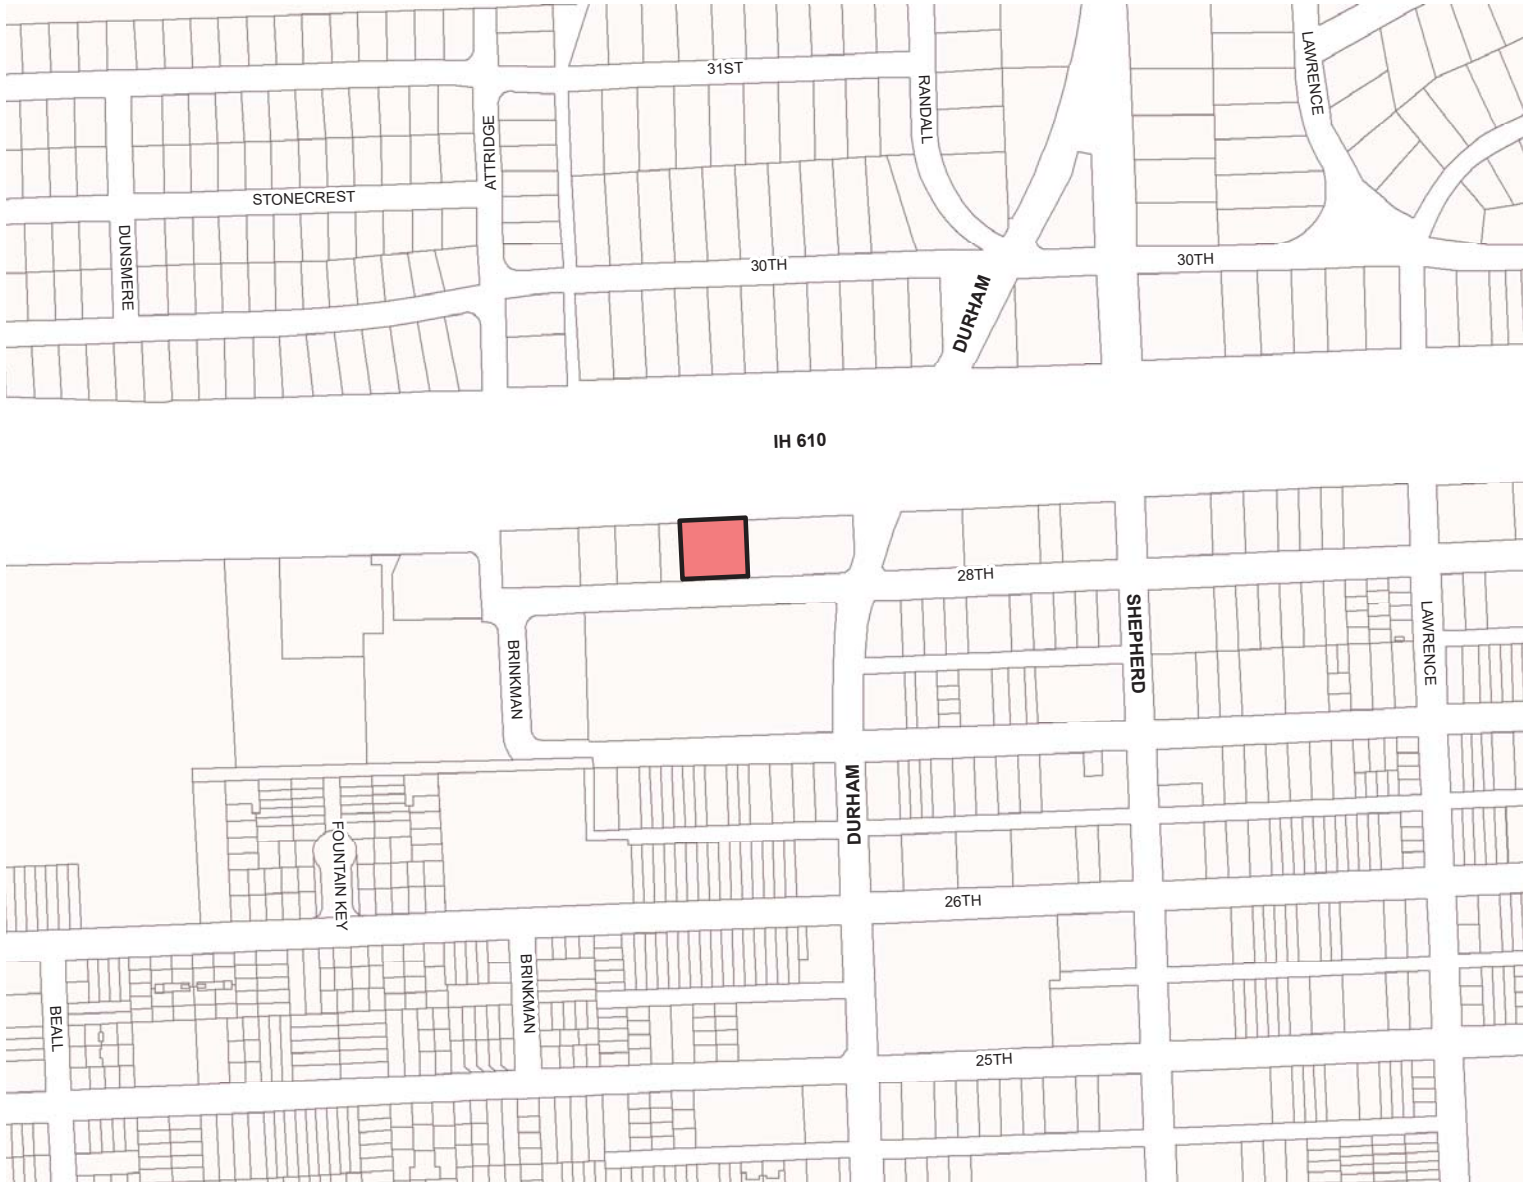 LAWRENCE
31ST
RANDALL
ATTRIDGE
STONECREST
DUNSMERE
30TH
30TH
DURHAM
IH 610
28TH
SHEPHERD
LAWRENCE
BRINKMAN
DURHAM
FOUNTAIN KEY
26TH
BRINKMAN
BEALL
25TH